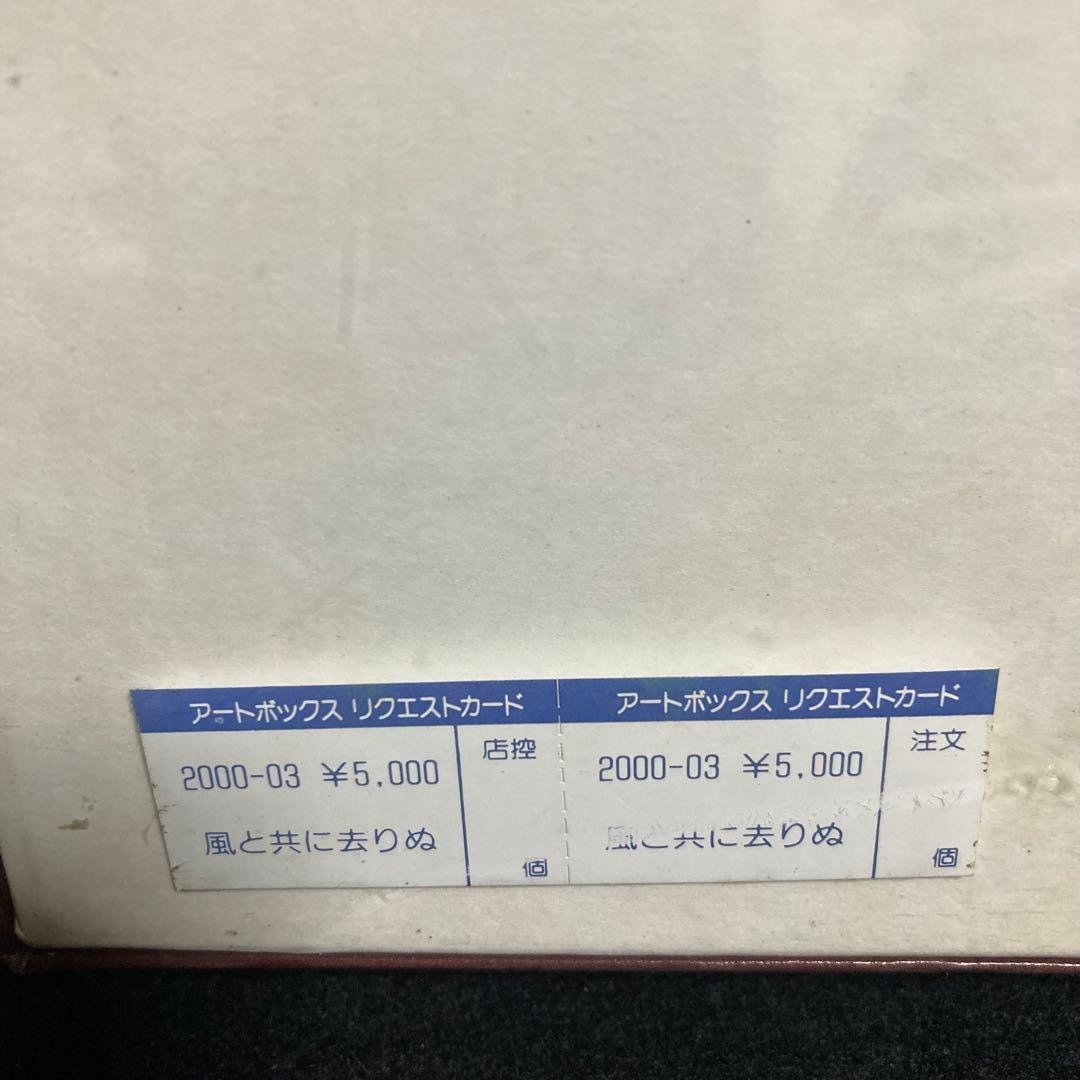 アートボックス リクエストカード
店控
2000-03 ¥5,000
風と共に去りぬ
個
アートボックス リクエストカード
注文
2000-03 ¥5,000
風と共に去りぬ
個